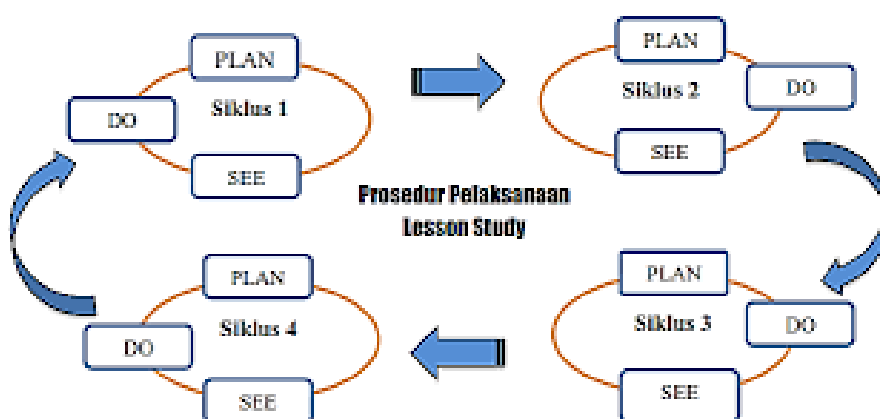 PLAN
Siklus 1
DO
SEE
PLAN
Siklus 2
DO
SEE
Prosedur Pelaksanaan
Lesson Study
PLAN
Siklus 3
DO
SEE
PLAN
Siklus 4
DO
SEE